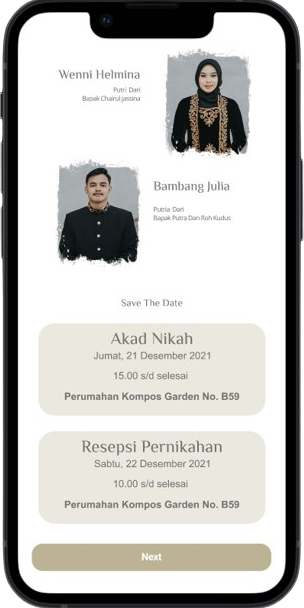 Wenni Helmina
Putri Dari
Bapak Chairul jassina
Bambang Julia
Putria Dari
Bapak Putra Dan Roh Kudus
Save The Date
Akad Nikah
Jumat, 21 Desember 2021
15.00 s/d selesai
Perumahan Kompos Garden No. B59
Resepsi Pernikahan
Sabtu, 22 Desember 2021
10.00 s/d selesai
Perumahan Kompos Garden No. B59
Next